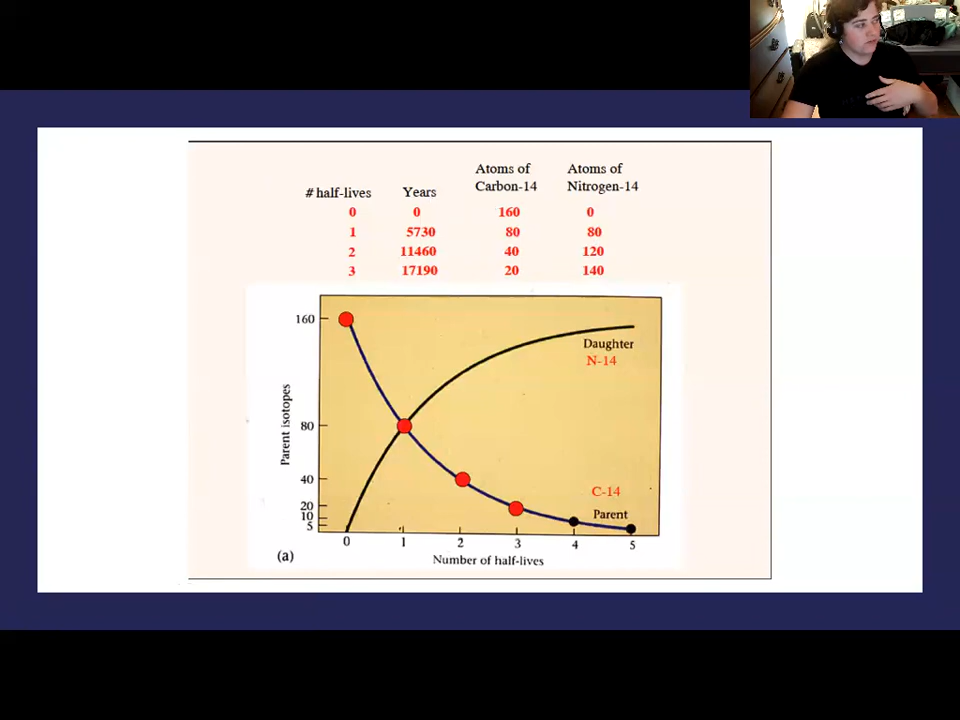 # half-lives Years Atoms of Carbon-14 Atoms of Nitrogen-14
0 0 160 0
1 5730 80 80
2 11460 40 120
3 17190 20 140
160
80
40
20
10
5
Parent isotopes
Daughter
N-14
C-14
Parent
0 1 2 3 4 5
(a)
Number of half-lives